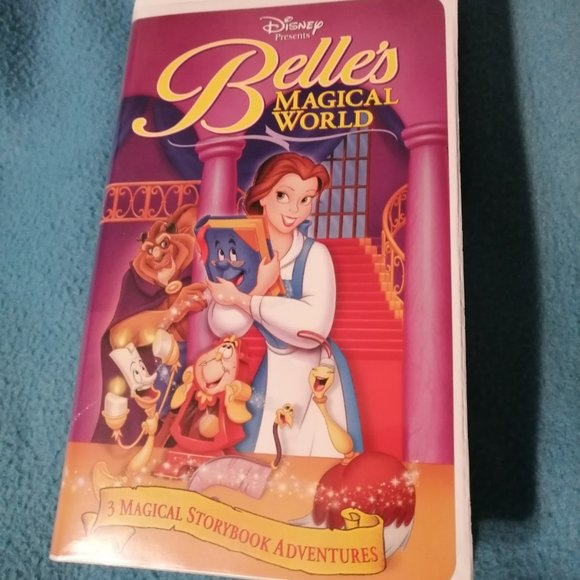 Disney
Presents
Belle's
MAGICAL
WORLD
3 MAGICAL STORYBOOK ADVENTURES